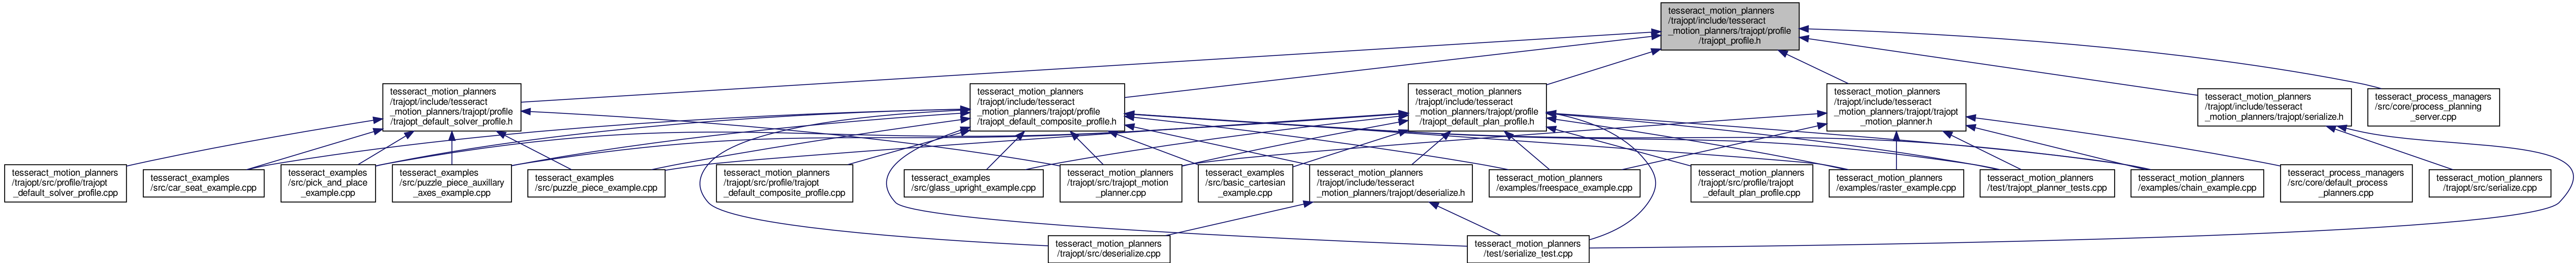 tesseract_motion_planners
/trajopt/include/tesseract
_motion_planners/trajopt/profile
/trajopt_profile.h
tesseract_motion_planners
/trajopt/include/tesseract
_motion_planners/trajopt/profile
/trajopt_default_solver_profile.h
tesseract_motion_planners
/trajopt/include/tesseract
_motion_planners/trajopt/profile
/trajopt_default_composite_profile.h
tesseract_motion_planners
/trajopt/include/tesseract
_motion_planners/trajopt/profile
/trajopt_default_plan_profile.h
tesseract_motion_planners
/trajopt/include/tesseract
_motion_planners/trajopt/trajopt
_motion_planner.h
tesseract_motion_planners
/trajopt/include/tesseract
_motion_planners/trajopt/serialize.h
tesseract_process_managers
/src/core/process_planning
_server.cpp
tesseract_motion_planners
/trajopt/src/profile/trajopt
_default_solver_profile.cpp
tesseract_examples
/src/car_seat_example.cpp
tesseract_examples
/src/pick_and_place
_example.cpp
tesseract_examples
/src/puzzle_piece_auxillary
_axes_example.cpp
tesseract_examples
/src/puzzle_piece_example.cpp
tesseract_motion_planners
/trajopt/src/profile/trajopt
_default_composite_profile.cpp
tesseract_examples
/src/glass_upright_example.cpp
tesseract_motion_planners
/trajopt/src/trajopt_motion
_planner.cpp
tesseract_examples
/src/basic_cartesian
_example.cpp
tesseract_motion_planners
/trajopt/include/tesseract
_motion_planners/trajopt/deserialize.h
tesseract_motion_planners
/examples/freespace_example.cpp
tesseract_motion_planners
/trajopt/src/profile/trajopt
_default_plan_profile.cpp
tesseract_motion_planners
/examples/raster_example.cpp
tesseract_motion_planners
/test/trajopt_planner_tests.cpp
tesseract_motion_planners
/examples/chain_example.cpp
tesseract_process_managers
/src/core/default_process
_planners.cpp
tesseract_motion_planners
/trajopt/src/serialize.cpp
tesseract_motion_planners
/trajopt/src/deserialize.cpp
tesseract_motion_planners
/test/serialize_test.cpp